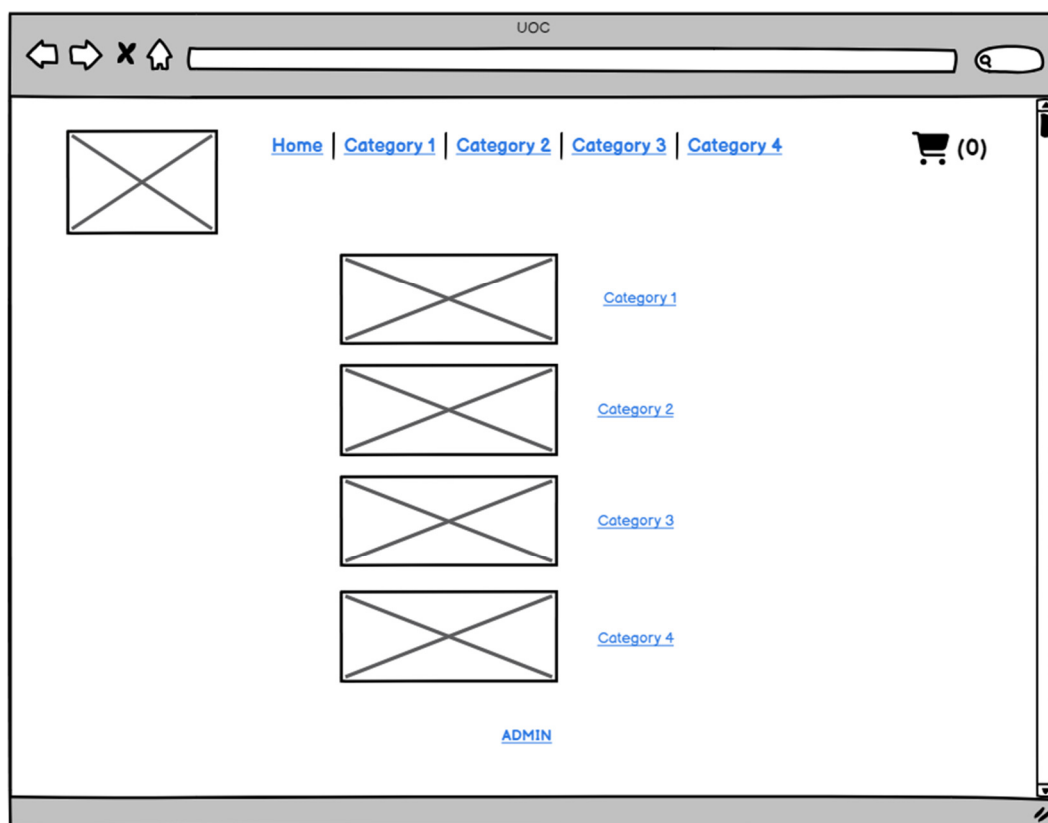 UOC
Home | Category 1 | Category 2 | Category 3 | Category 4 (0)
Category 1
Category 2
Category 3
Category 4
ADMIN